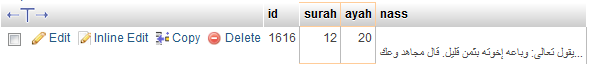 ←T→ id surah ayah nass
Edit Inline Edit Copy Delete 1616 12 20 يقول تعالى: وباعه إخوته بثمن قليل. قال مجاهد وعك...